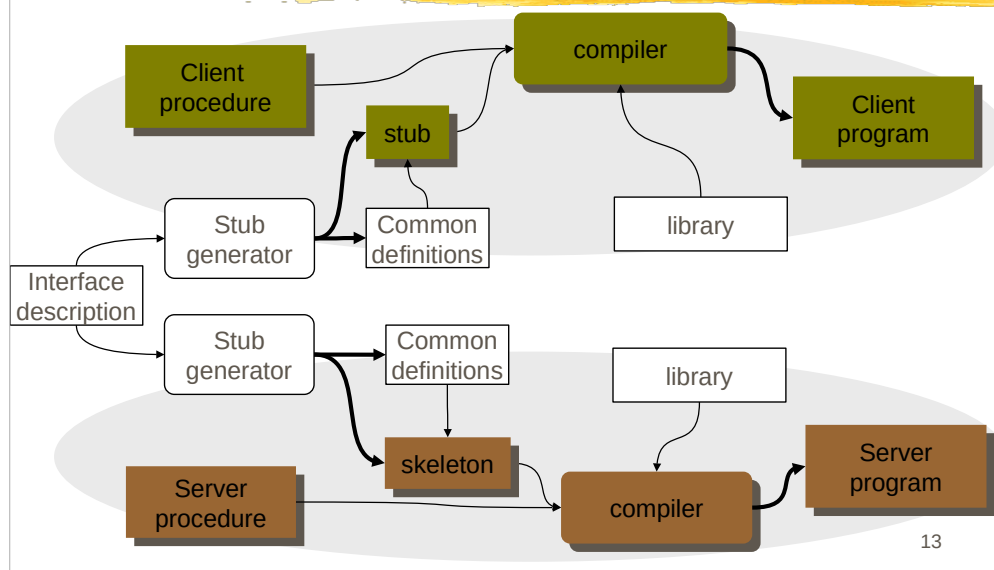 compiler
Client
procedure
Client
program
stub
Stub
generator
Common
definitions
library
Interface
description
Stub
generator
Common
definitions
library
skeleton
Server
program
Server
procedure
compiler
13